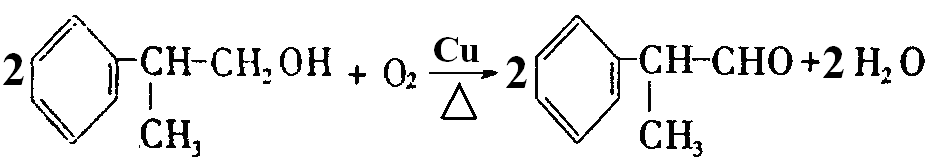 2 CH-CH₂OH + O₂ Cu △ 2 CH-CHO + 2 H₂O
CH₃ CH₃